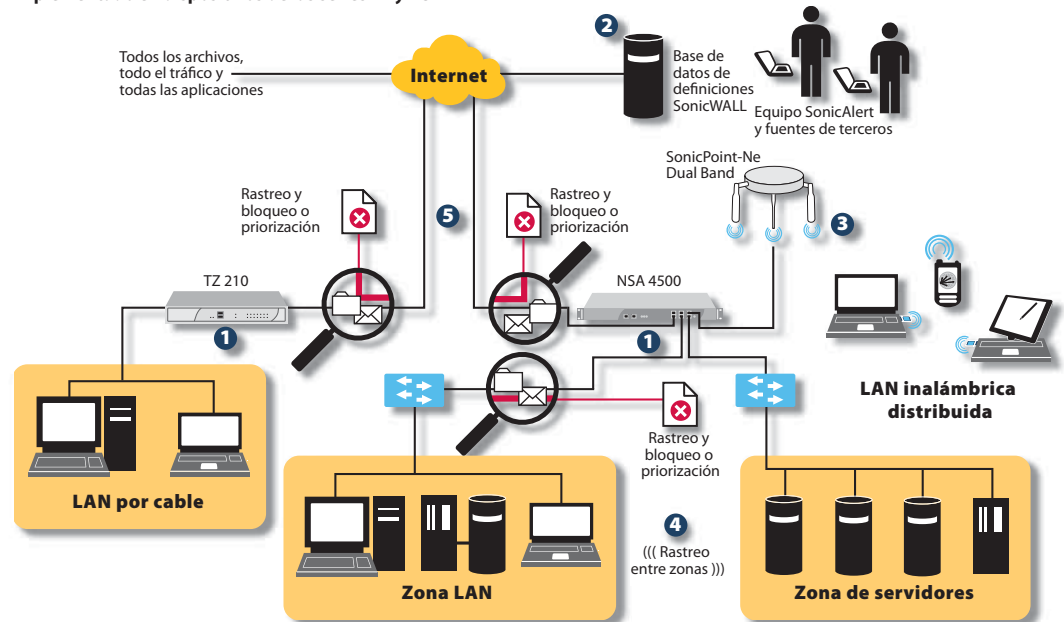 Todos los archivos,
todo el tráfico y
todas las aplicaciones
Internet
2
Base de
datos de
definiciones
SonicWALL
Equipo SonicAlert
y fuentes de terceros
SonicPoint-Ne
Dual Band
3
Rastreo y
bloqueo o
priorización
5
Rastreo y
bloqueo o
priorización
TZ 210
1
NSA 4500
1
LAN inalámbrica
distribuida
Rastreo y
bloqueo o
priorización
LAN por cable
4
((( Rastreo
entre zonas )))
Zona LAN
Zona de servidores